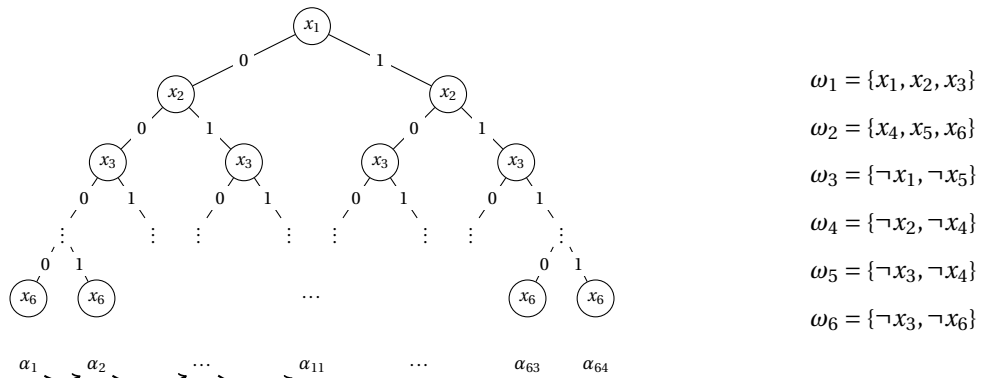 x₁
0 1
x₂ x₂
0 1 0 1
x₃ x₃ x₃ x₃
0 1 0 1 0 1 0 1
⋮ ⋮ ⋮ ⋮ ⋮ ⋮ ⋮ ⋮
0 1 0 1
x₆ x₆ ... x₆ x₆
α₁ α₂ ... α₁₁ ... α₆₃ α₆₄
ω₁ = {x₁, x₂, x₃}
ω₂ = {x₄, x₅, x₆}
ω₃ = {¬x₁, ¬x₅}
ω₄ = {¬x₂, ¬x₄}
ω₅ = {¬x₃, ¬x₄}
ω₆ = {¬x₃, ¬x₆}